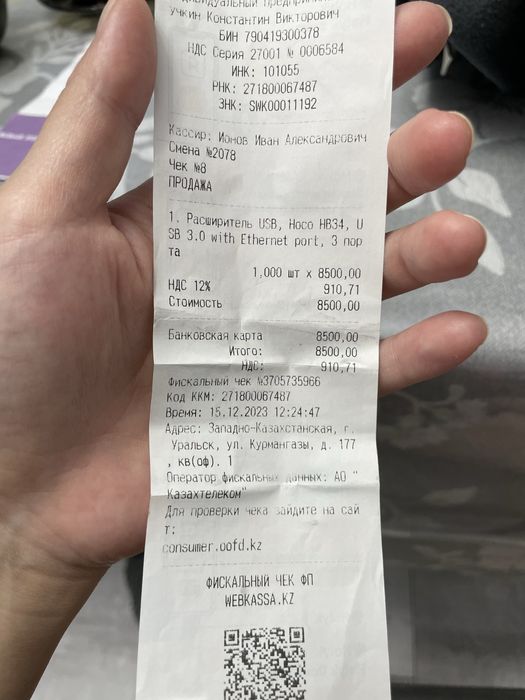 Учкин Константин Викторович
БИН 790419300378
НДС Серия 27001 № 0006584
ИНК: 101055
РНК: 271800067487
ЗНК: SWK00011192
Кассир: Ионов Иван Александрович
Смена №2078
Чек №8
ПРОДАЖА
1. Расширитель USB, Hoco HB34, U
SB 3.0 with Ethernet port, 3 пор
та
1,000 шт x 8500,00
НДС 12% 910,71
Стоимость 8500,00
Банковская карта 8500,00
Итого: 8500,00
НДС: 910,71
Фискальный чек №3705735966
Код ККМ: 271800067487
Время: 15.12.2023 12:24:47
Адрес: Западно-Казахстанская, г.
Уральск, ул. Курмангазы, д. 177
, кв(оф). 1
Оператор фискальных данных: АО "
Казахтелеком"
Для проверки чека зайдите на сай
т:
consumer.oofd.kz
ФИСКАЛЬНЫЙ ЧЕК ФП
WEBKASSA.KZ